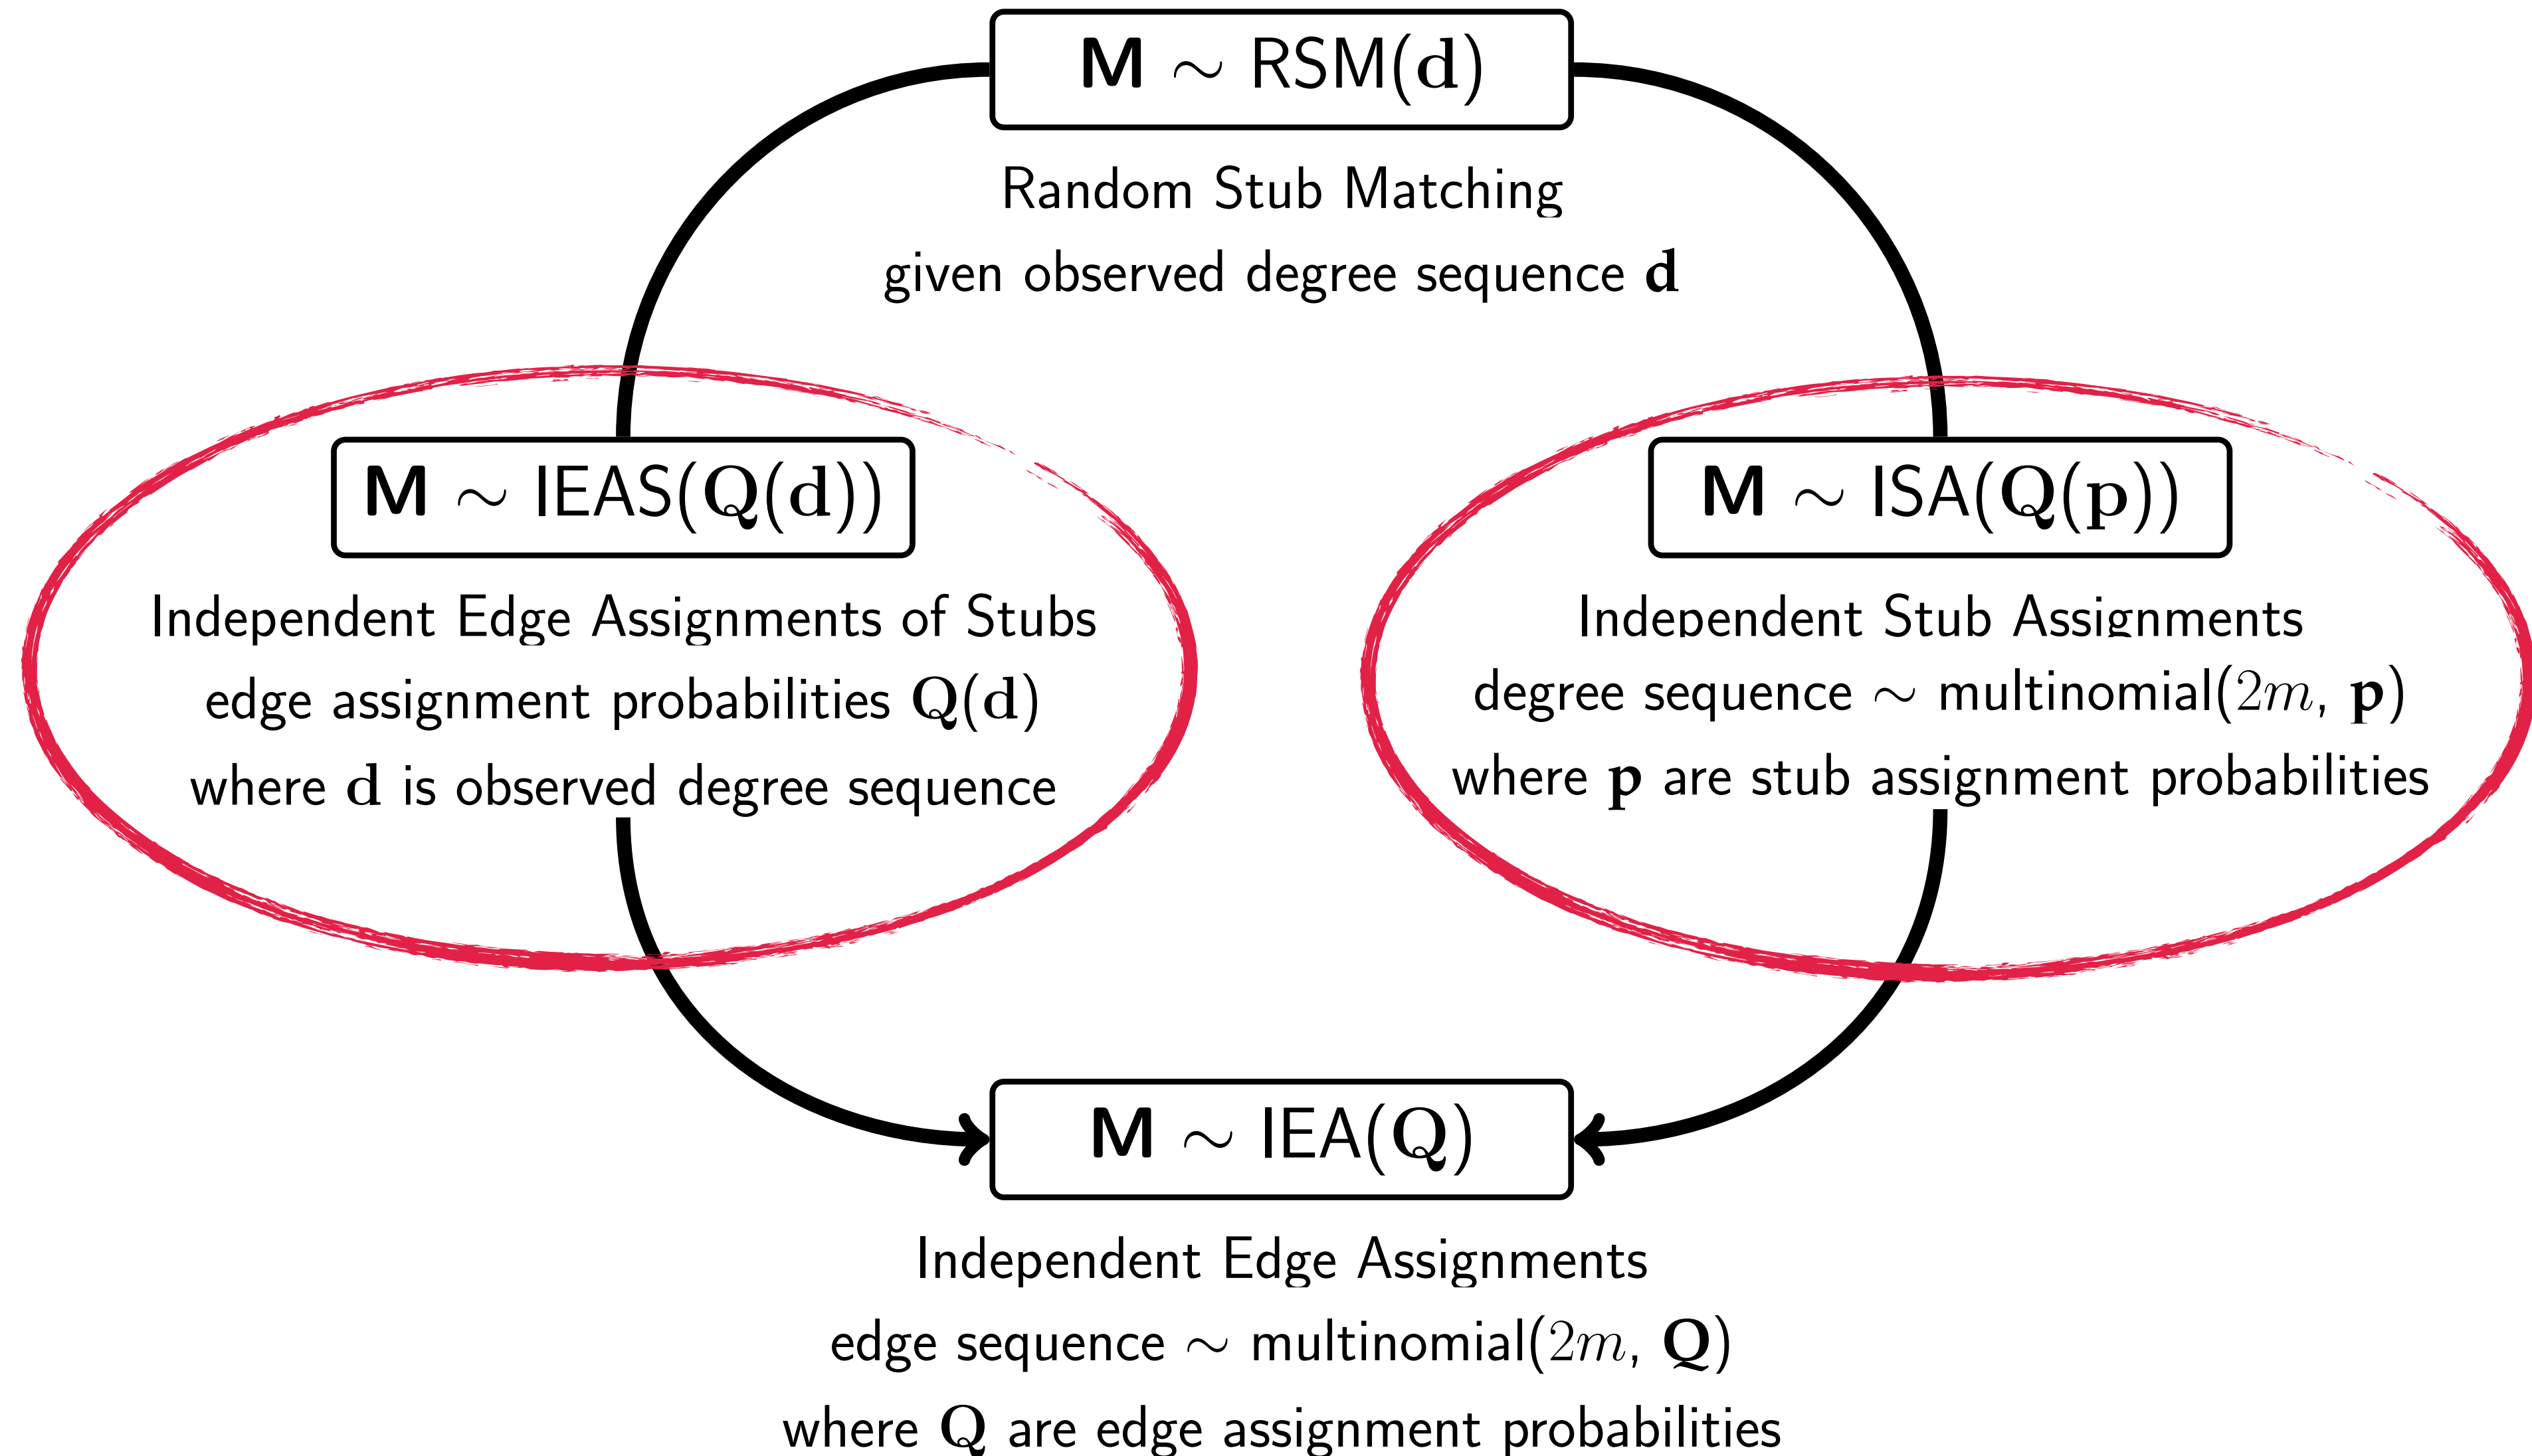 M ∼ RSM(d)
Random Stub Matching
given observed degree sequence d
M ∼ IEAS(Q(d))
Independent Edge Assignments of Stubs
edge assignment probabilities Q(d)
where d is observed degree sequence
M ∼ ISA(Q(p))
Independent Stub Assignments
degree sequence ∼ multinomial(2m, p)
where p are stub assignment probabilities
M ∼ IEA(Q)
Independent Edge Assignments
edge sequence ∼ multinomial(2m, Q)
where Q are edge assignment probabilities